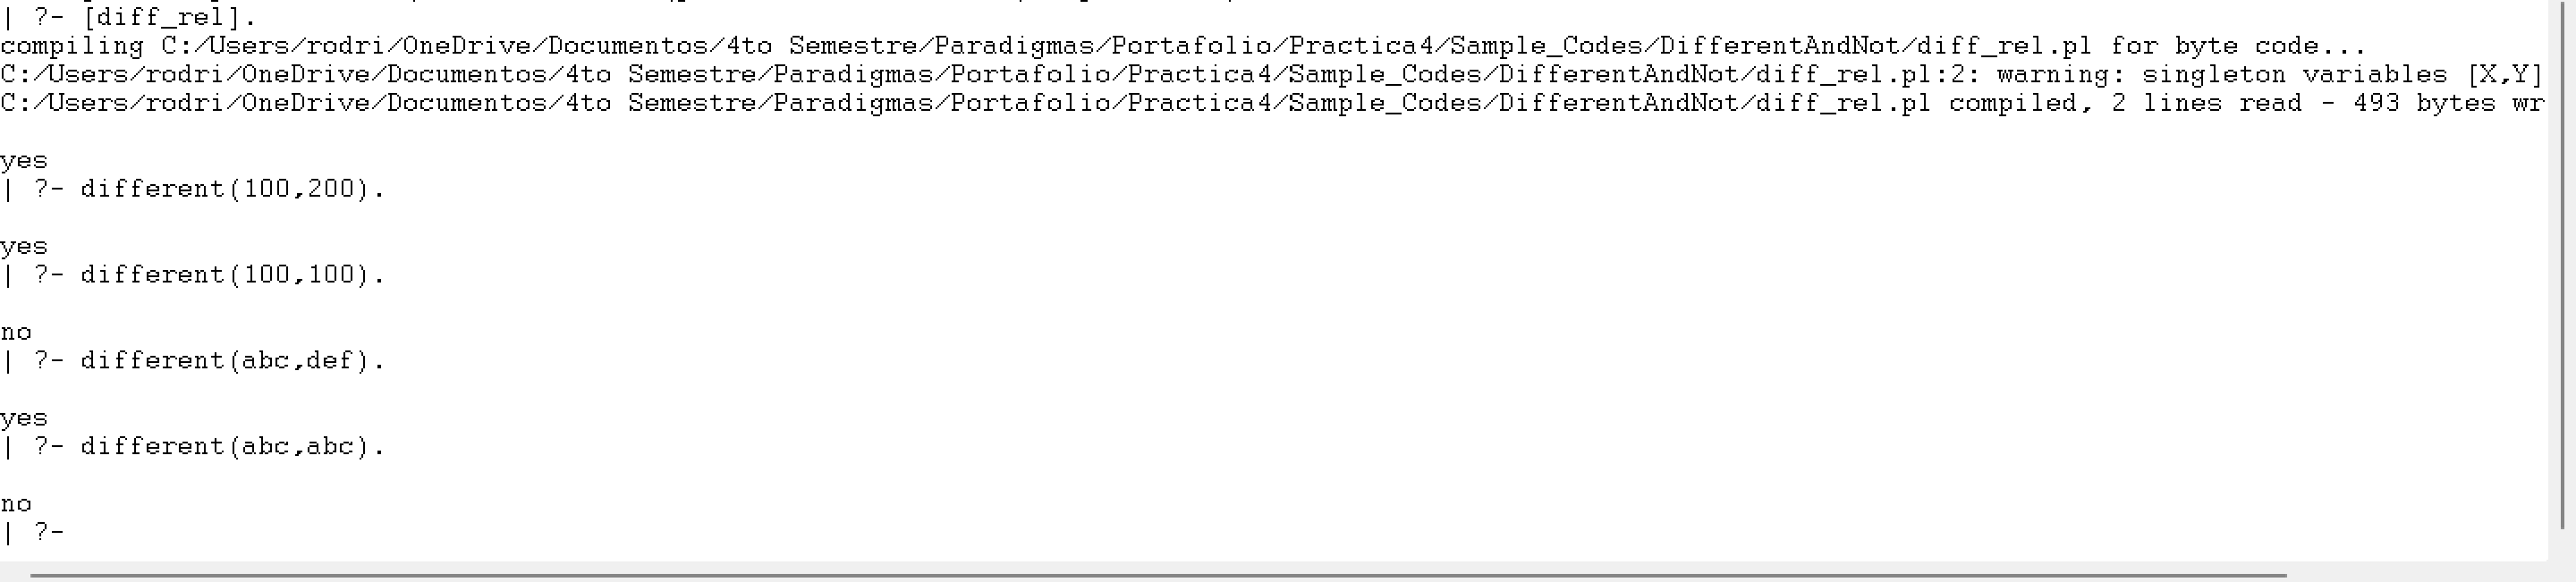 | ?- [diff_rel].
compiling C:/Users/rodri/OneDrive/Documentos/4to Semestre/Paradigmas/Portafolio/Practica4/Sample_Codes/DifferentAndNot/diff_rel.pl for byte code...
C:/Users/rodri/OneDrive/Documentos/4to Semestre/Paradigmas/Portafolio/Practica4/Sample_Codes/DifferentAndNot/diff_rel.pl:2: warning: singleton variables [X,Y]
C:/Users/rodri/OneDrive/Documentos/4to Semestre/Paradigmas/Portafolio/Practica4/Sample_Codes/DifferentAndNot/diff_rel.pl compiled, 2 lines read - 493 bytes wr
yes
| ?- different(100,200).
yes
| ?- different(100,100).
no
| ?- different(abc,def).
yes
| ?- different(abc,abc).
no
| ?-